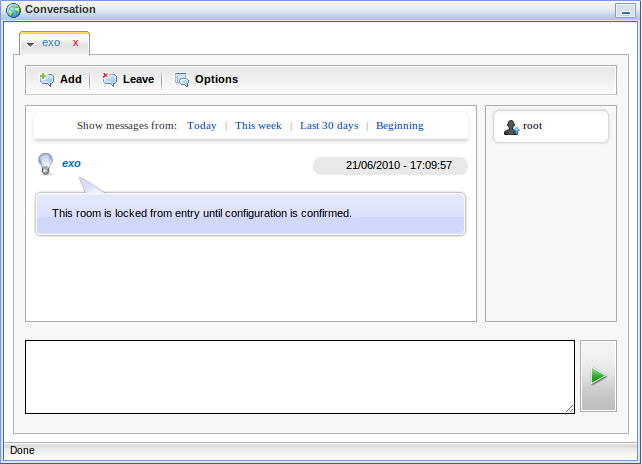 Conversation
exo x
Add Leave Options
Show messages from: Today | This week | Last 30 days | Beginning
root
exo 21/06/2010 - 17:09:57
This room is locked from entry until configuration is confirmed.
Done